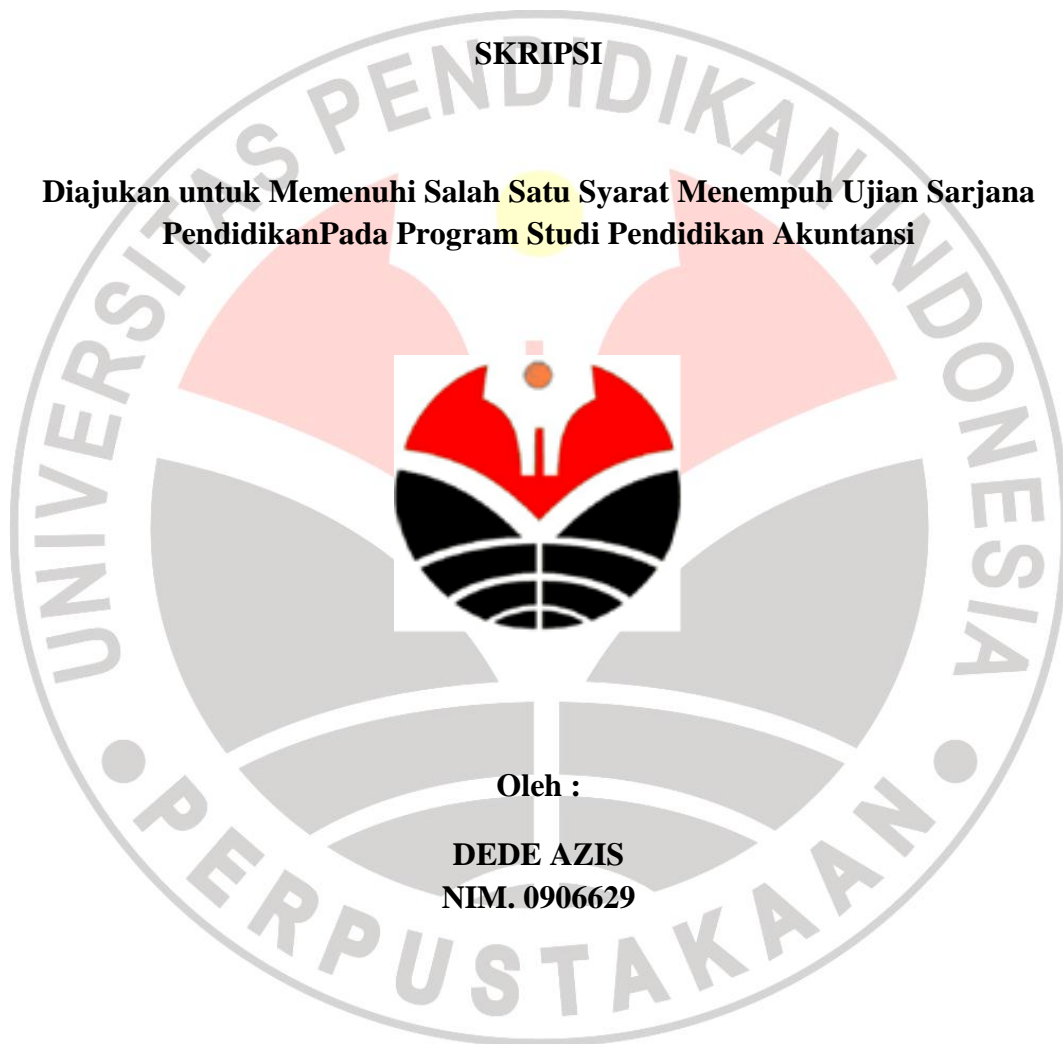 SKRIPSI
Diajukan untuk Memenuhi Salah Satu Syarat Menempuh Ujian Sarjana
PendidikanPada Program Studi Pendidikan Akuntansi
UNIVERSITAS PENDIDIKAN INDONESIA
Oleh :
DEDE AZIS
NIM. 0906629
PERPUSTAKAAN